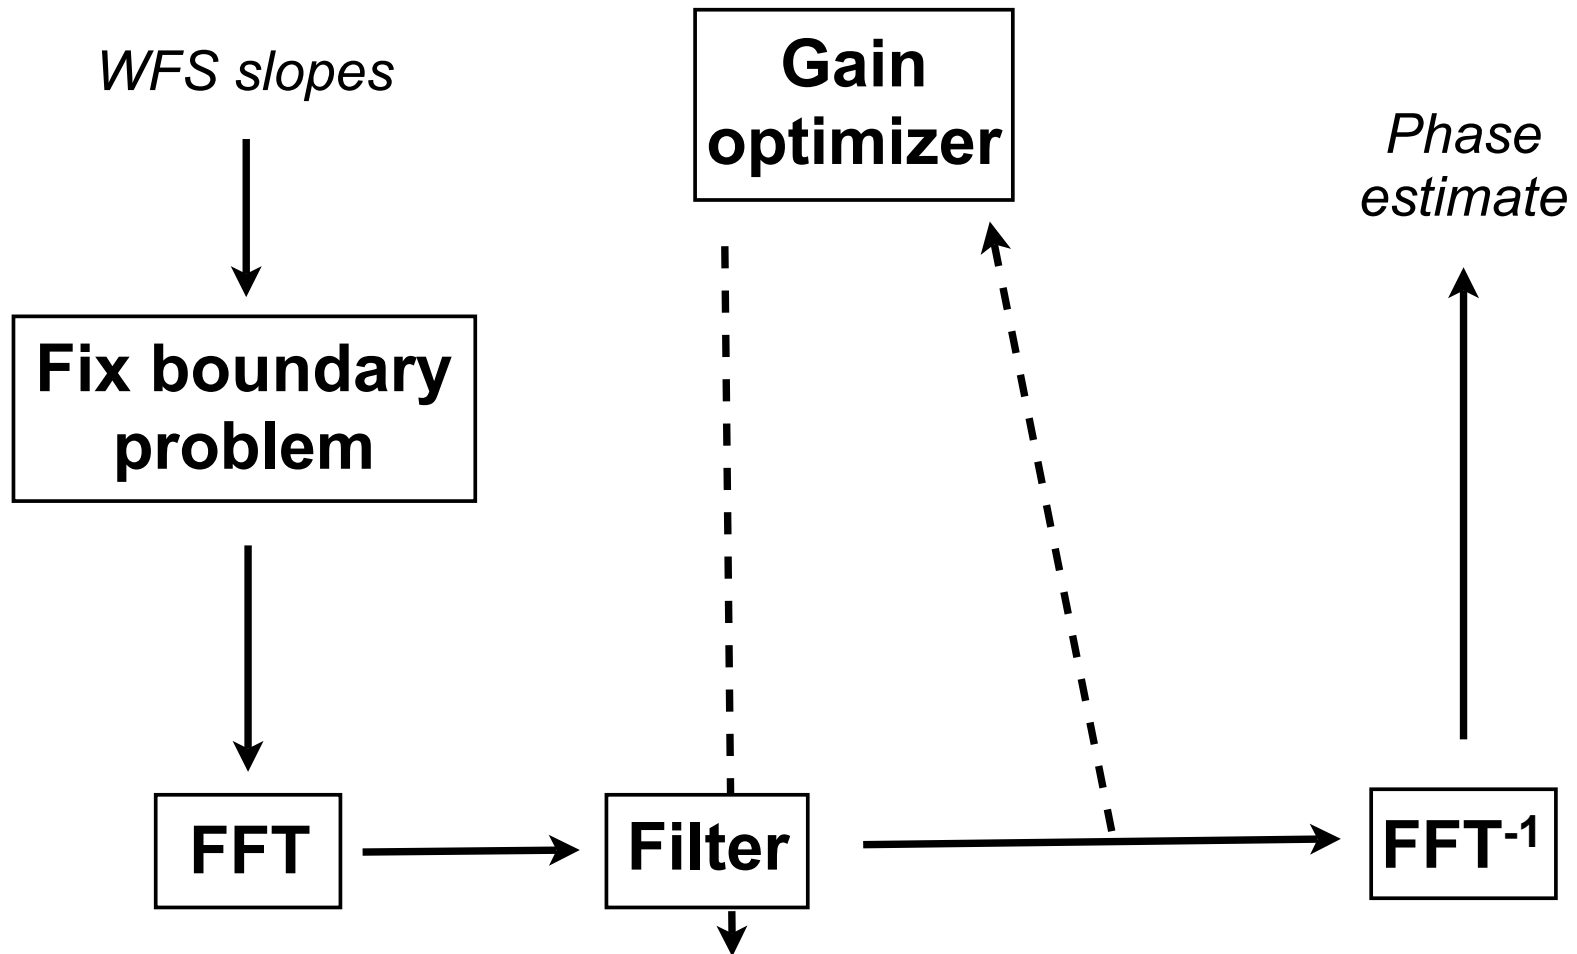 WFS slopes
Gain
optimizer
Phase
estimate
Fix boundary
problem
FFT
Filter
FFT⁻¹